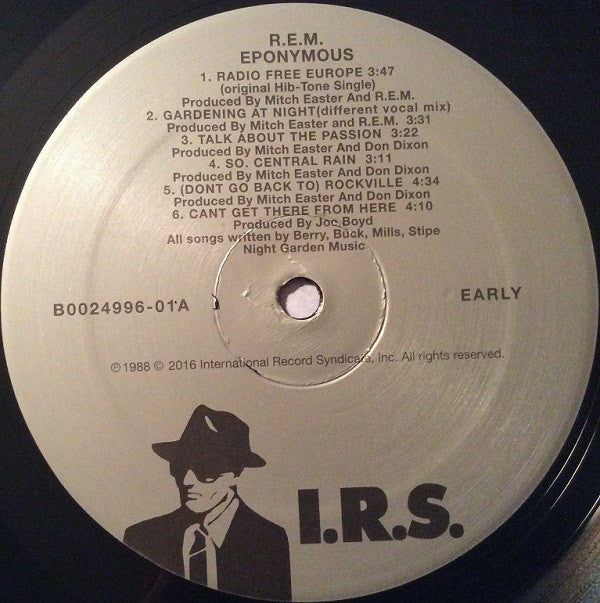 R.E.M.
EPONYMOUS
1. RADIO FREE EUROPE 3:47
(original Hib-Tone Single)
Produced By Mitch Easter And R.E.M.
2. GARDENING AT NIGHT(different vocal mix)
Produced By Mitch Easter and R.E.M. 3:31
3. TALK ABOUT THE PASSION 3:22
Produced By Mitch Easter And Don Dixon
4. SO. CENTRAL RAIN 3:11
Produced By Mitch Easter And Don Dixon
5. (DONT GO BACK TO) ROCKVILLE 4:34
Produced By Mitch Easter And Don Dixon
6. CANT GET THERE FROM HERE 4:10
Produced By Joe Boyd
All songs written by Berry, Buck, Mills, Stipe
Night Garden Music
B0024996-01A
EARLY
℗1988 © 2016 International Record Syndicate, Inc. All rights reserved.
I.R.S.